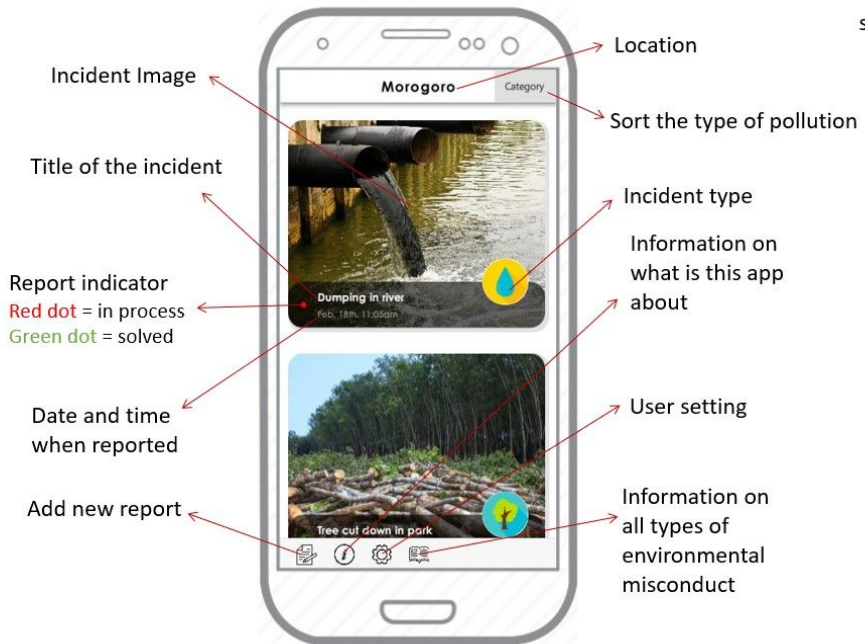 s
Location
Incident Image
Morogoro
Category
Sort the type of pollution
Title of the incident
Incident type
Information on
what is this app
about
Report indicator
Red dot = in process
Green dot = solved
Dumping in river
Feb, 18th, 11:05am
Date and time
when reported
User setting
Add new report
Tree cut down in park
Information on
all types of
environmental
misconduct